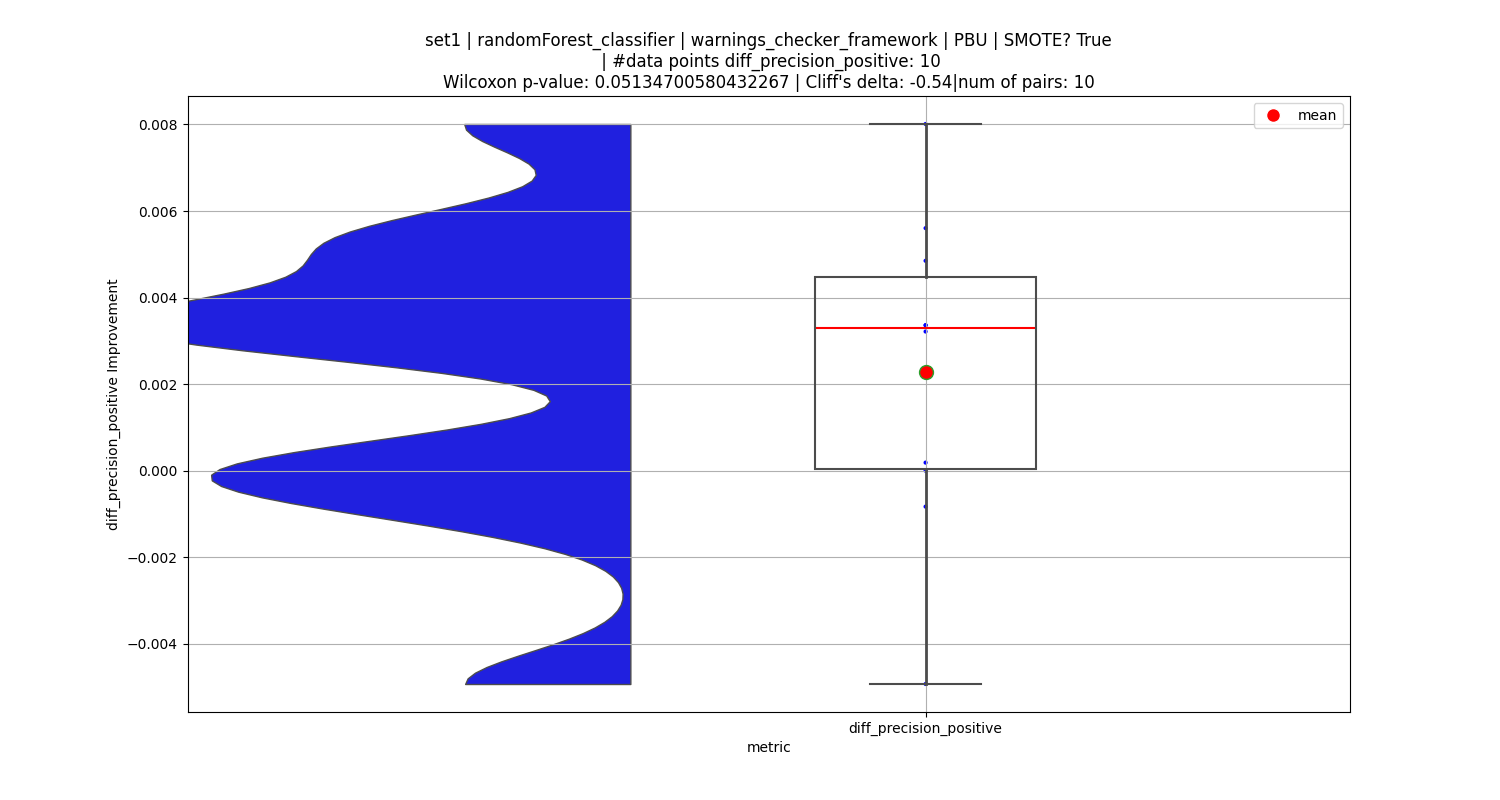 set1 | randomForest_classifier | warnings_checker_framework | PBU | SMOTE? True
| #data points diff_precision_positive: 10
Wilcoxon p-value: 0.05134700580432267 | Cliff's delta: -0.54|num of pairs: 10
mean
0.008
0.006
0.004
0.002
0.000
−0.002
−0.004
diff_precision_positive Improvement
diff_precision_positive
metric